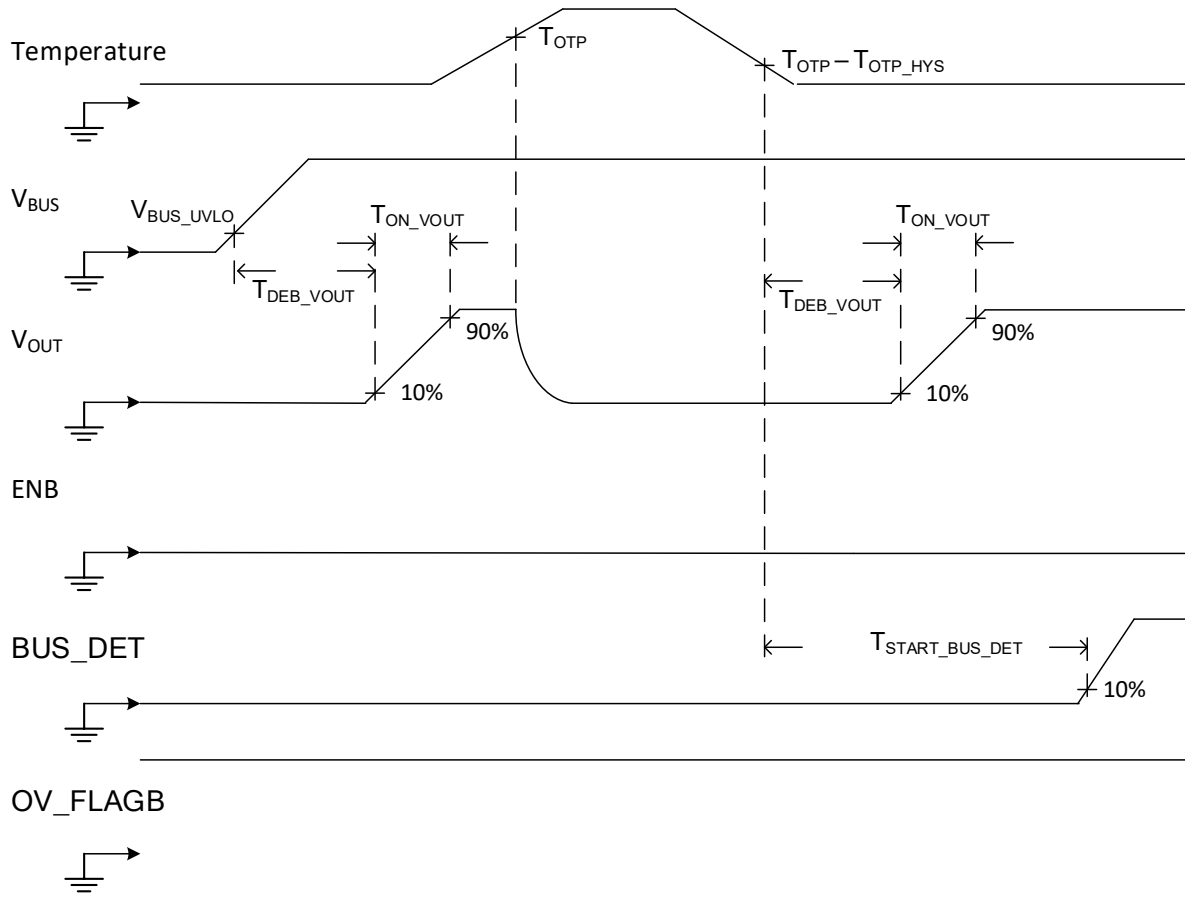 Temperature
T_OTP
T_OTP – T_OTP_HYS
V_BUS
V_BUS_UVLO
T_ON_VOUT
T_ON_VOUT
T_DEB_VOUT
T_DEB_VOUT
V_OUT
90%
90%
10%
10%
ENB
BUS_DET
T_START_BUS_DET
10%
OV_FLAGB